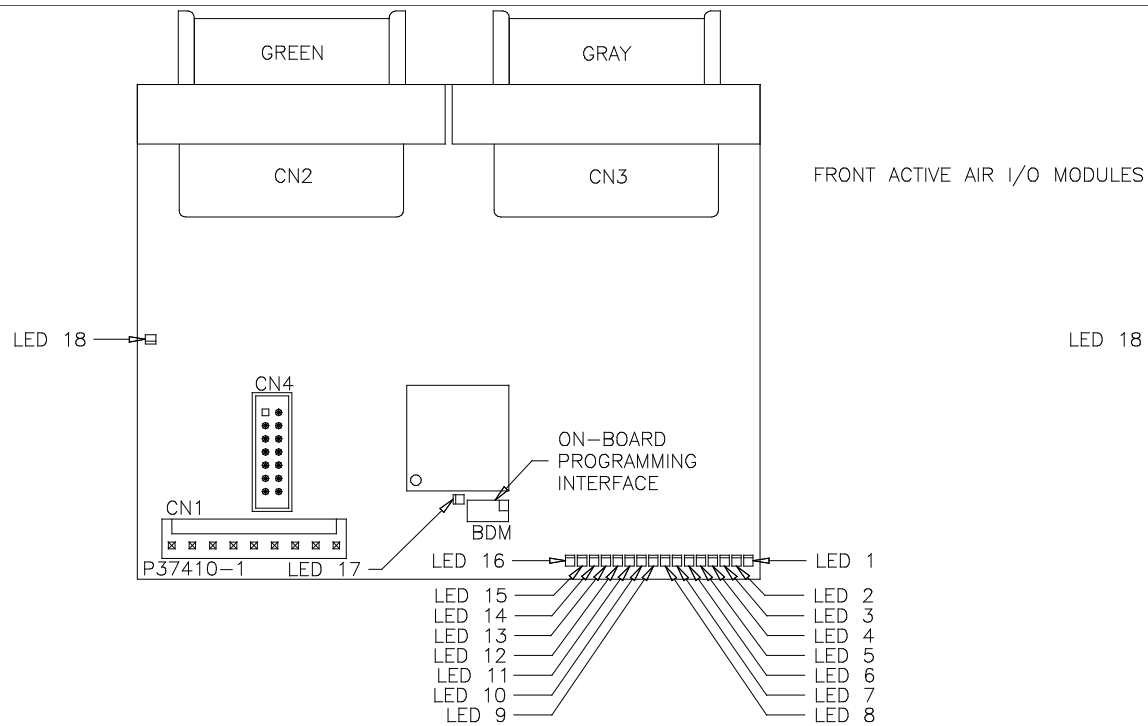 GREEN
GRAY
CN2
CN3
FRONT ACTIVE AIR I/O MODULES
LED 18
LED 18
CN4
ON-BOARD
PROGRAMMING
INTERFACE
CN1
BDM
P37410-1
LED 17
LED 16
LED 1
LED 15
LED 2
LED 14
LED 3
LED 13
LED 4
LED 12
LED 5
LED 11
LED 6
LED 10
LED 7
LED 9
LED 8